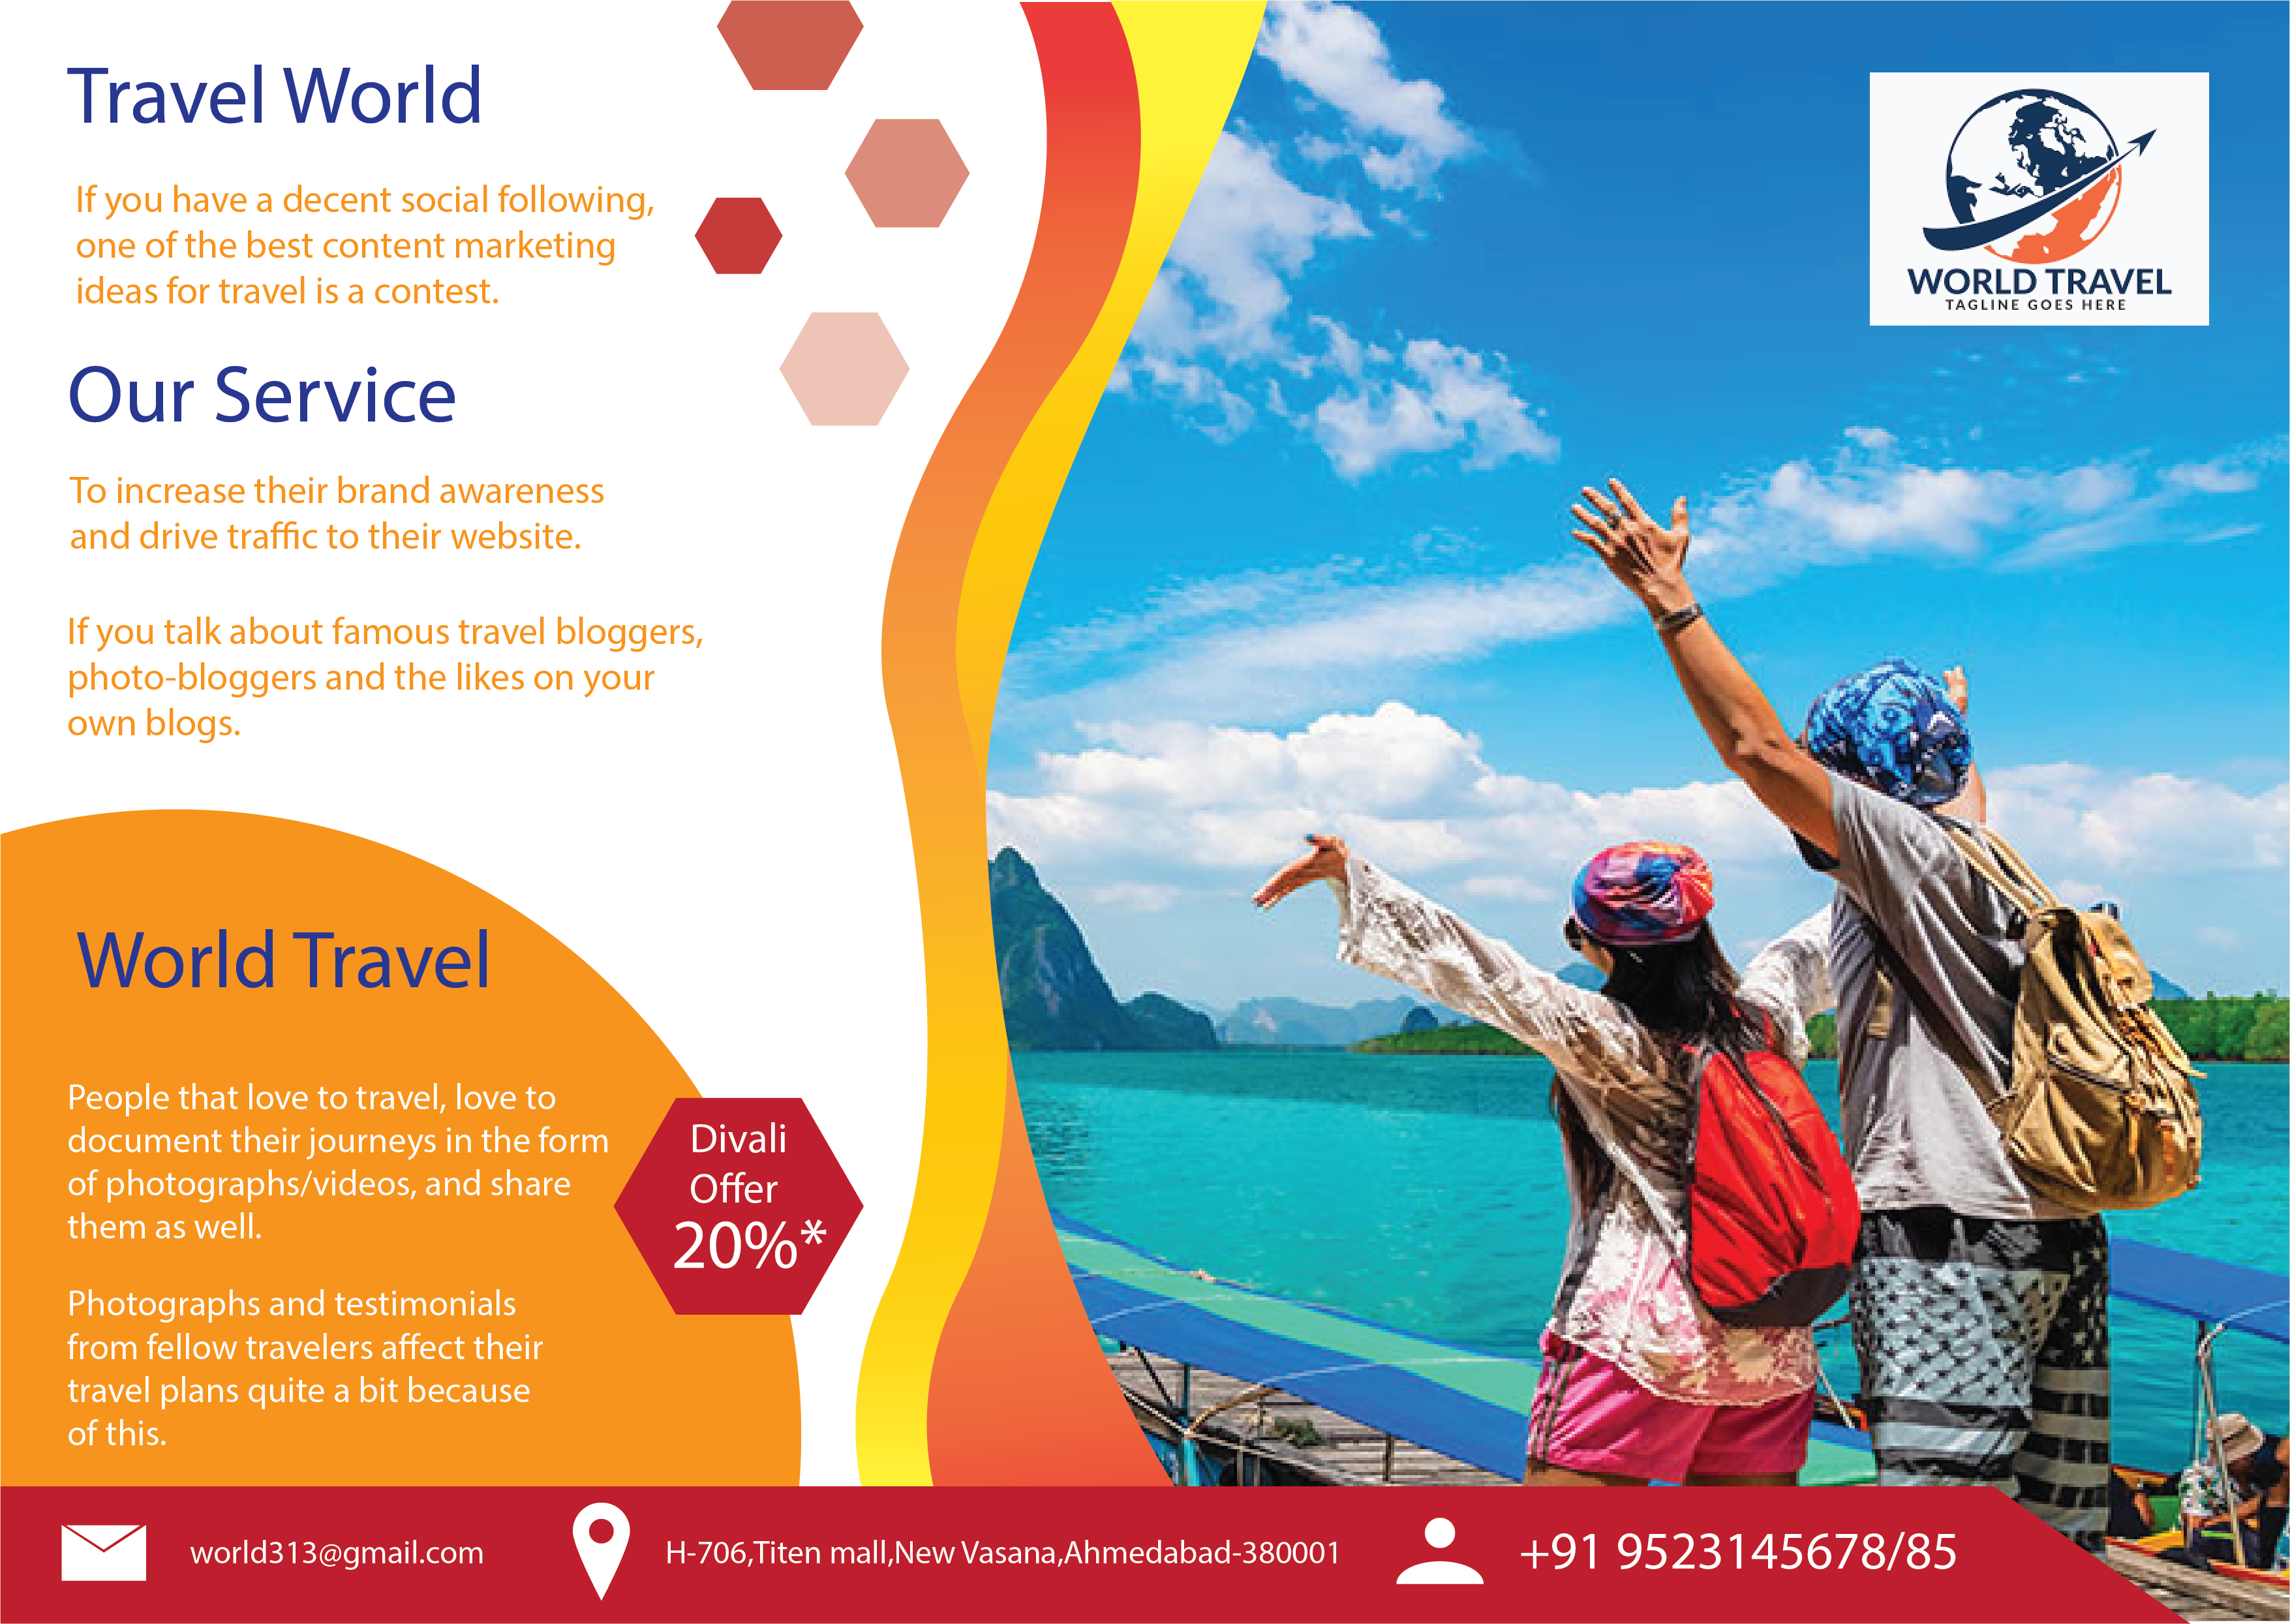 Travel World
If you have a decent social following,
one of the best content marketing
ideas for travel is a contest.
Our Service
To increase their brand awareness
and drive traffic to their website.
If you talk about famous travel bloggers,
photo-bloggers and the likes on your
own blogs.
World Travel
People that love to travel, love to
document their journeys in the form
of photographs/videos, and share
them as well.
Photographs and testimonials
from fellow travelers affect their
travel plans quite a bit because
of this.
Divali
Offer
20%*
WORLD TRAVEL
TAGLINE GOES HERE
world313@gmail.com
H-706,Titen mall,New Vasana,Ahmedabad-380001
+91 9523145678/85